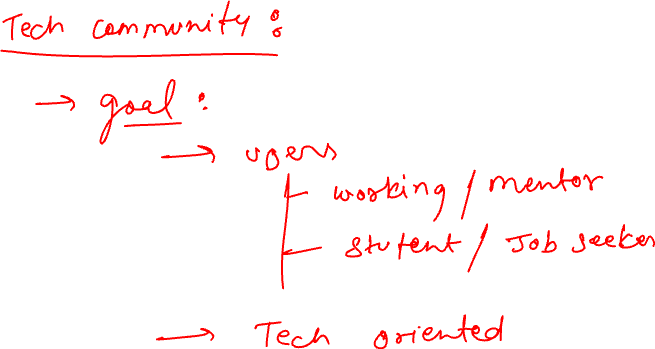 Tech community :
→ goal :
→ users
working / mentor
student / Job seeker
→ Tech oriented